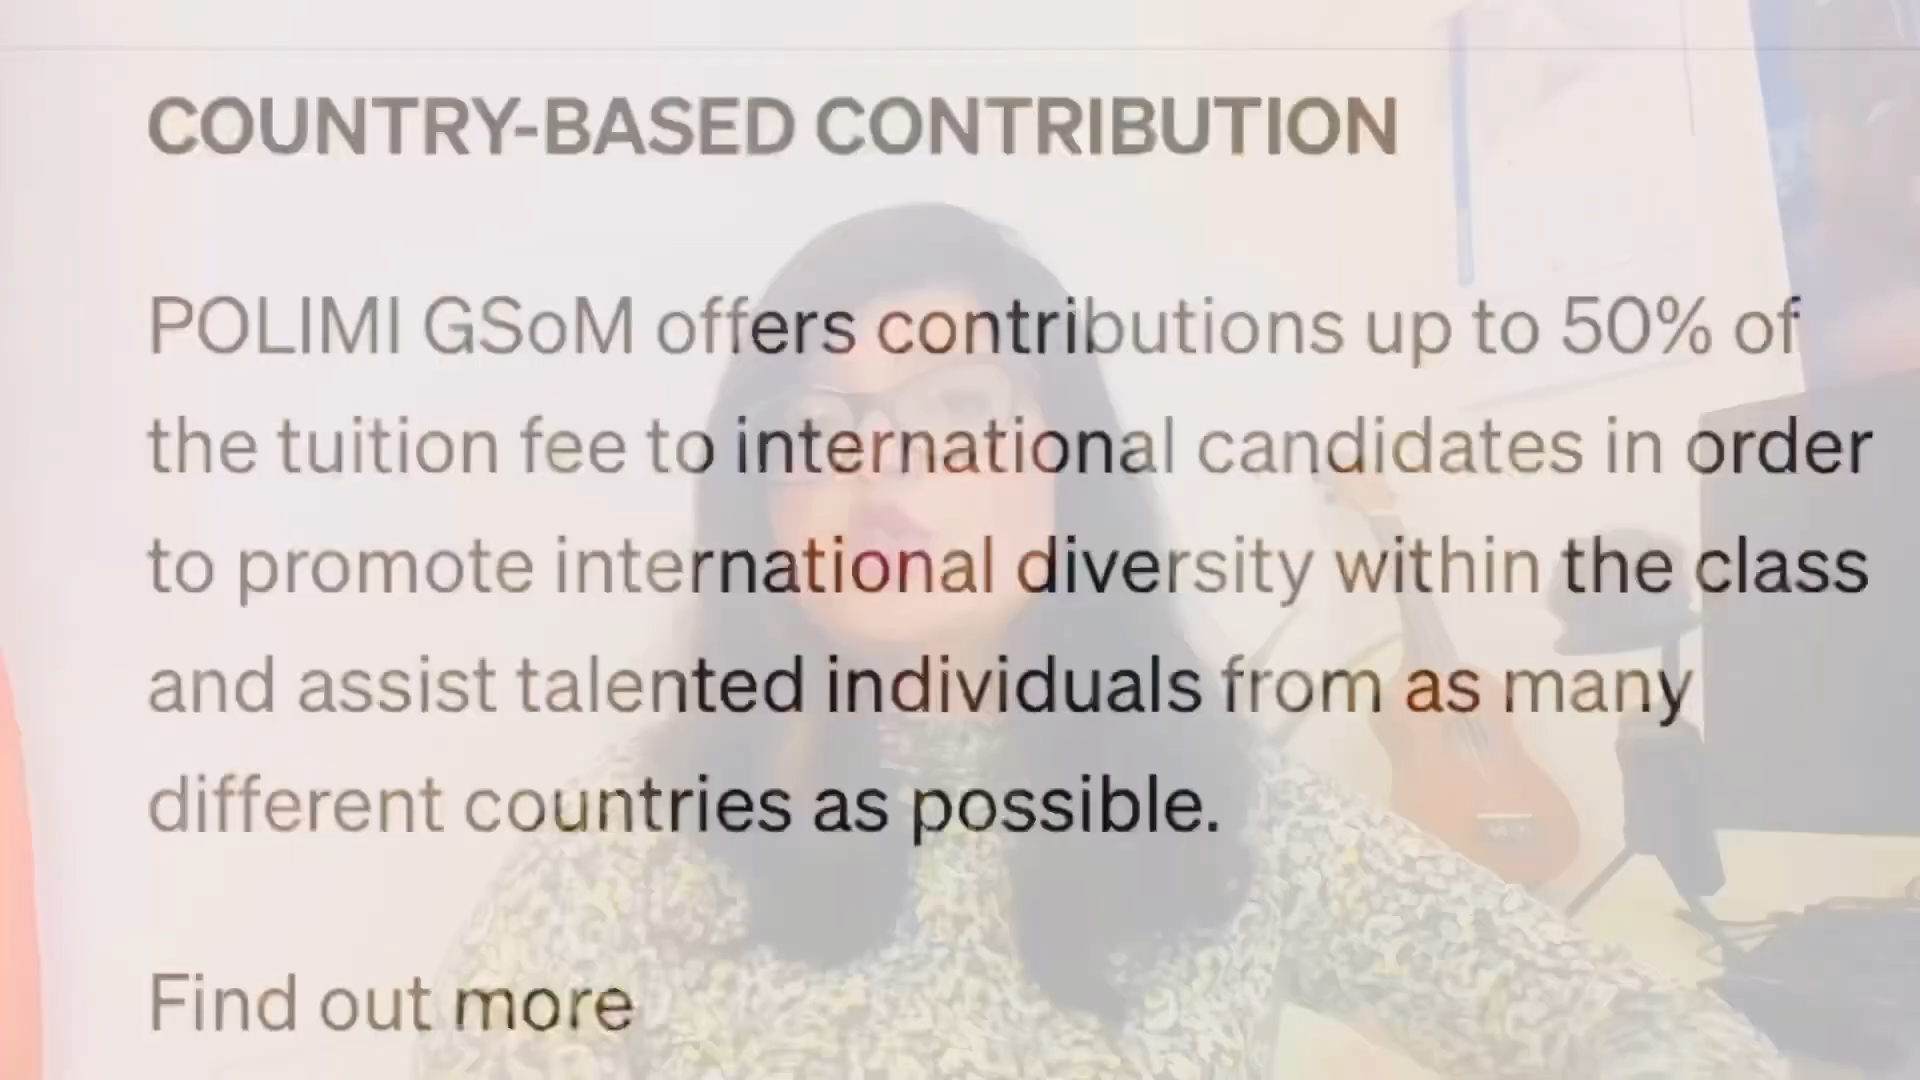 COUNTRY-BASED CONTRIBUTION
POLIMI GSoM offers contributions up to 50% of
the tuition fee to international candidates in order
to promote international diversity within the class
and assist talented individuals from as many
different countries as possible.
Find out more